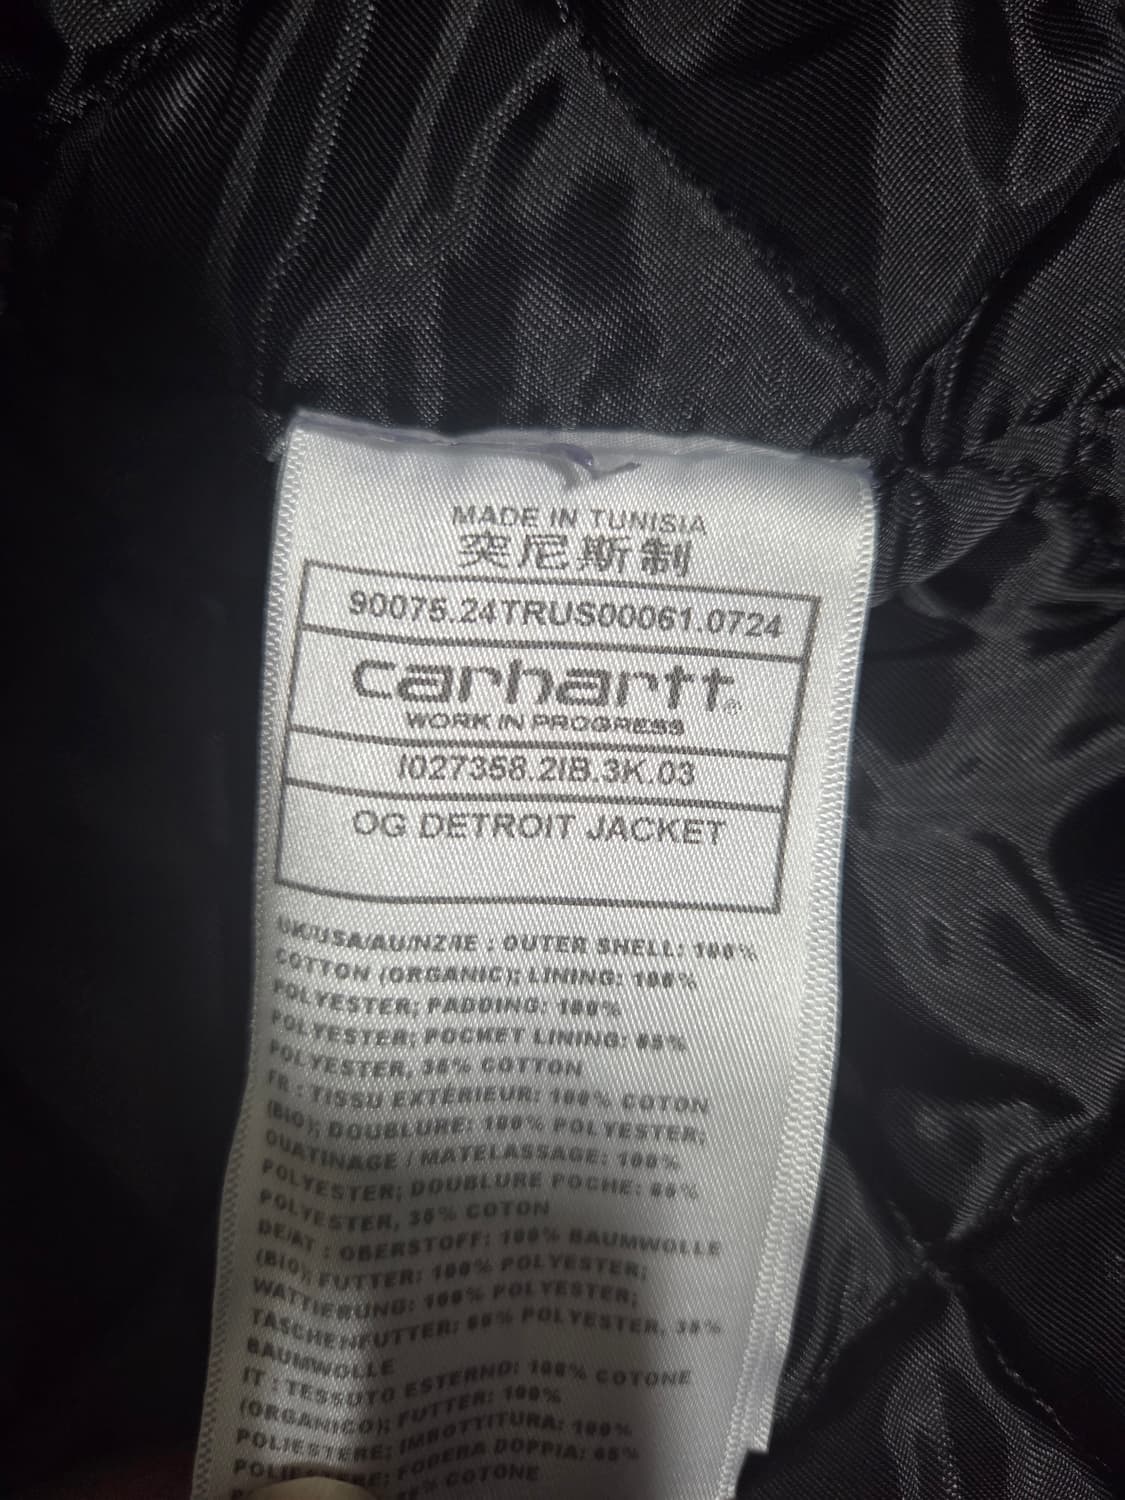 MADE IN TUNISIA
突尼斯制
90075.24TRUS00061.0724
carhartt®
WORK IN PROGRESS
I027358.2IB.3K.03
OG DETROIT JACKET
UK/USA/AU/NZ/IE : OUTER SHELL: 100%
COTTON (ORGANIC); LINING: 100%
POLYESTER; PADDING: 100%
POLYESTER; POCKET LINING: 65%
POLYESTER, 35% COTTON
FR : TISSU EXTÉRIEUR: 100% COTON
(BIO); DOUBLURE: 100% POLYESTER;
OUATINAGE / MATELASSAGE: 100%
POLYESTER; DOUBLURE POCHE: 65%
POLYESTER, 35% COTON
DE/AT : OBERSTOFF: 100% BAUMWOLLE
(BIO); FUTTER: 100% POLYESTER;
WATTIERUNG: 100% POLYESTER;
TASCHENFUTTER: 65% POLYESTER, 35%
BAUMWOLLE
IT : TESSUTO ESTERNO: 100% COTONE
(ORGANICO); FUTTER: 100%
POLIESTERE; IMBOTTITURA: 100%
FODERA DOPPIA: 65%
COTONE